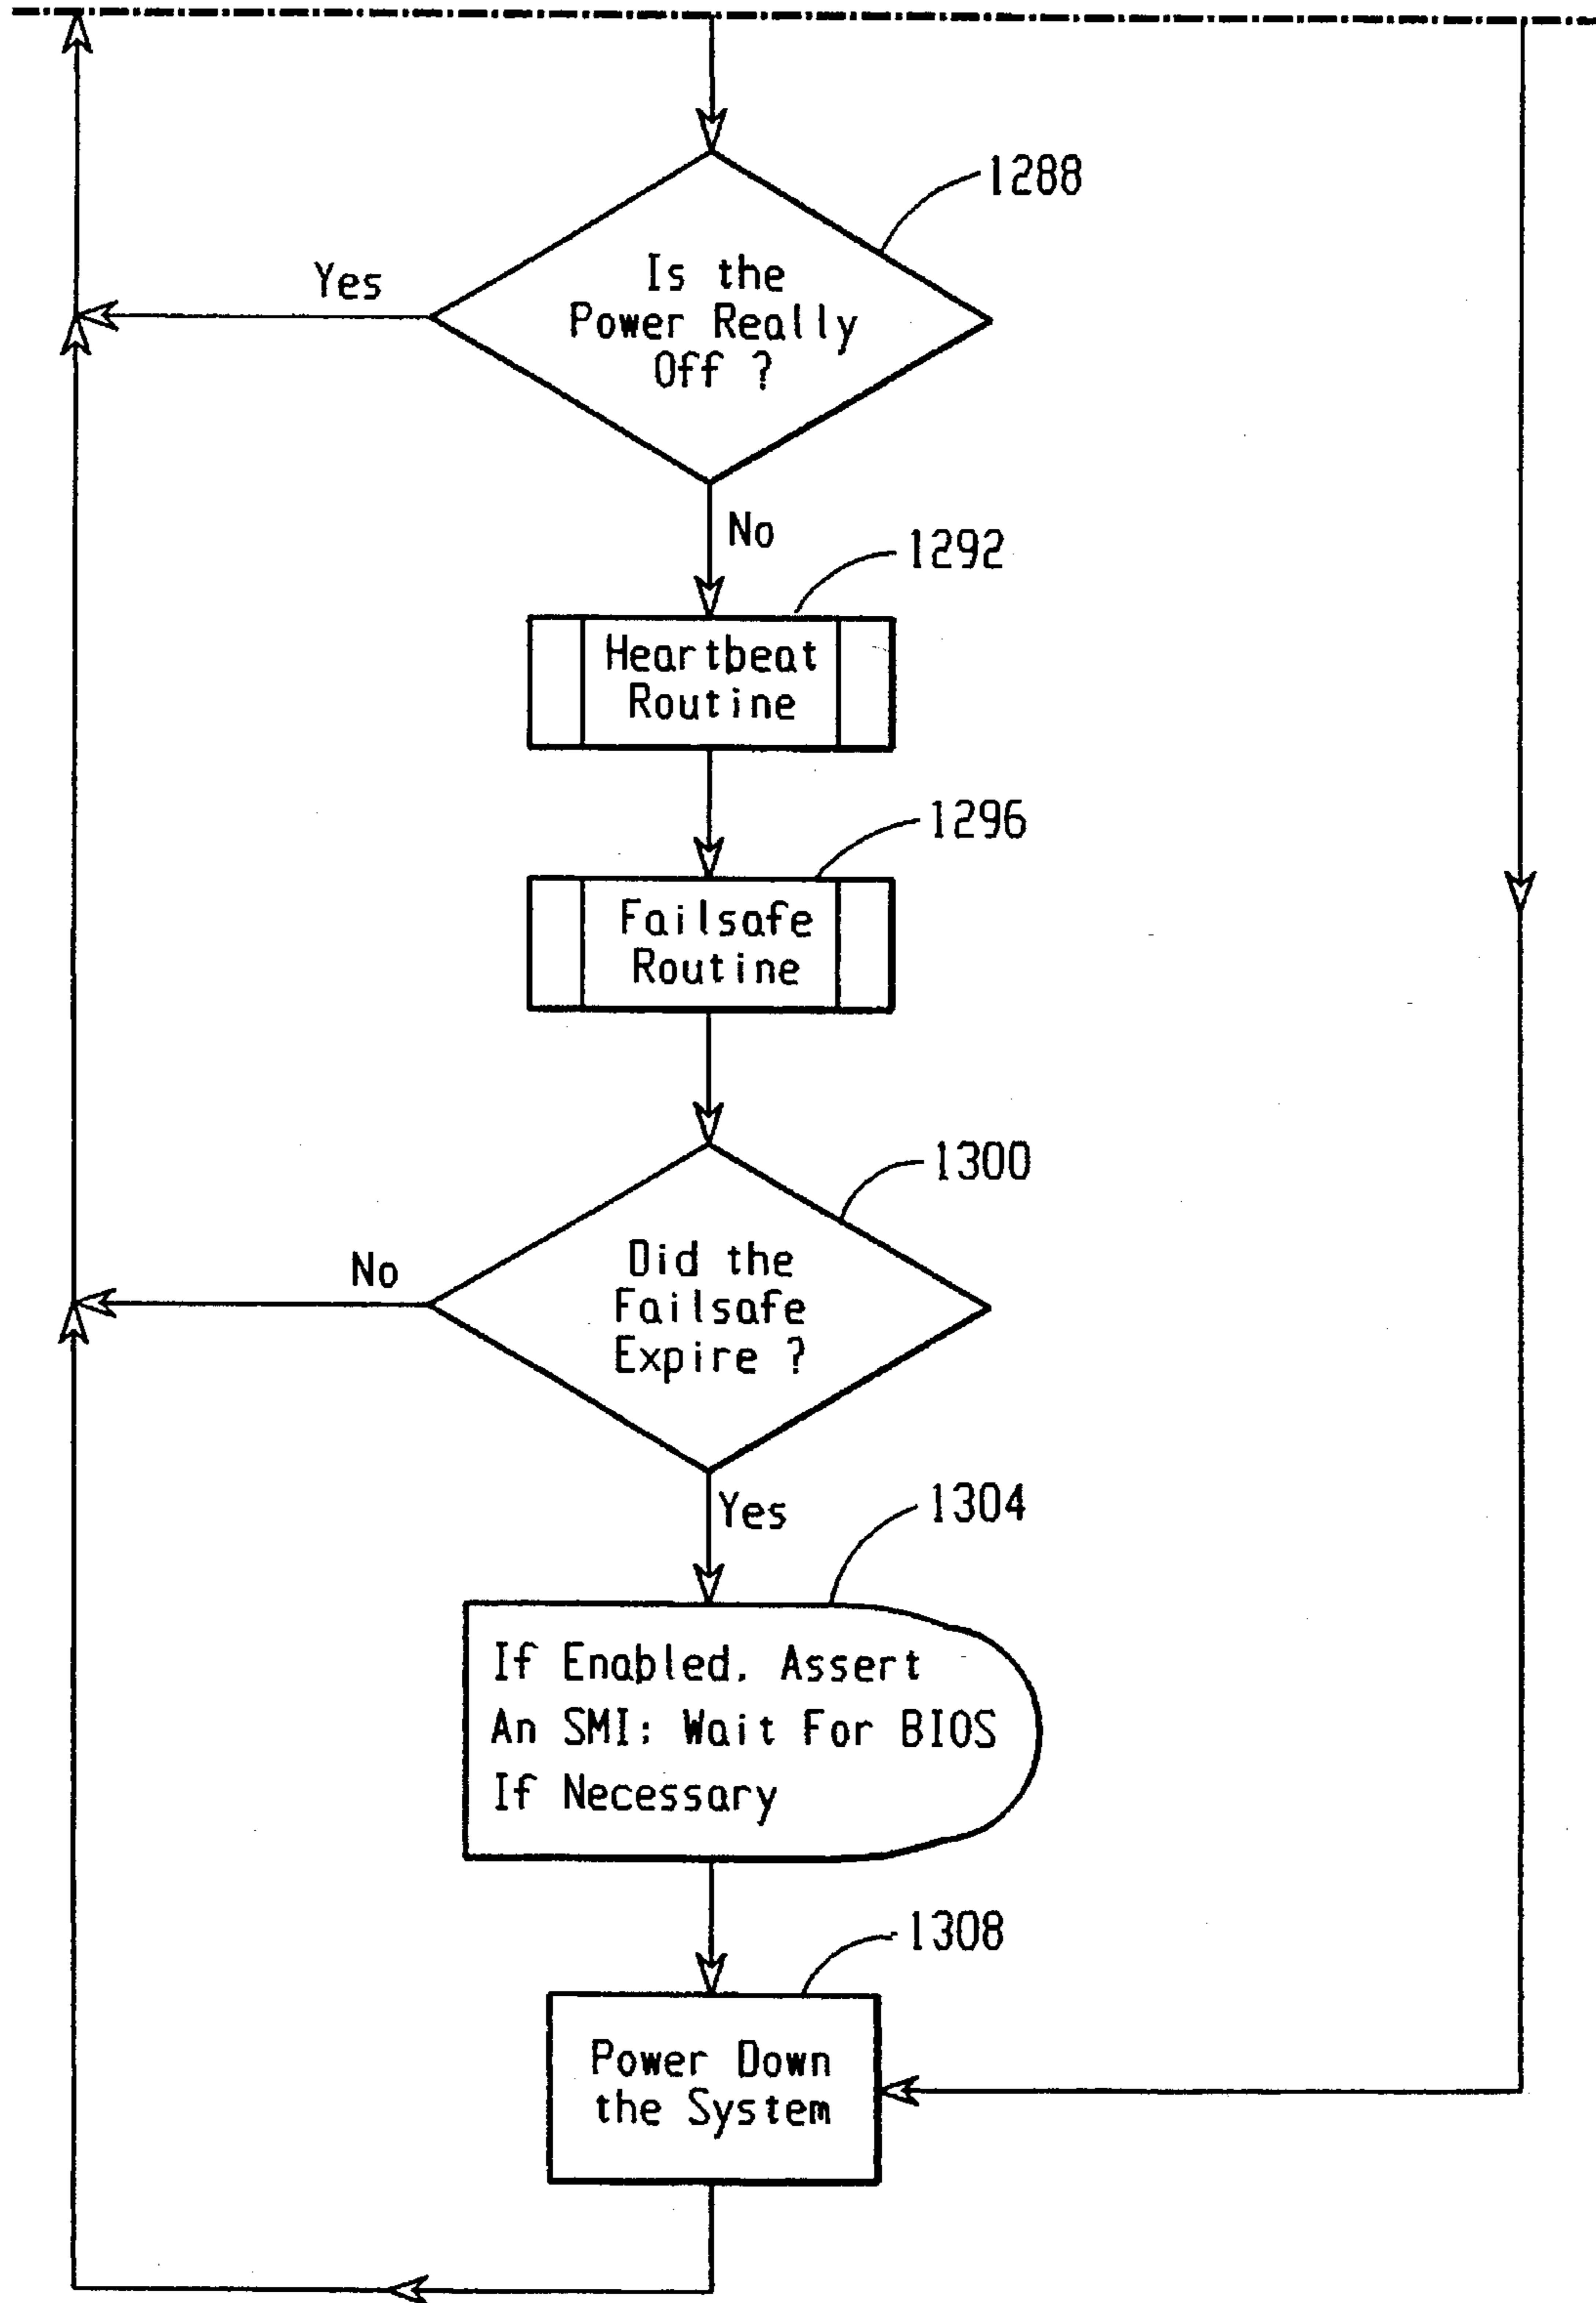 1288
Is the
Power Really
Off ?
Yes
No
1292
Heartbeat
Routine
1296
Failsafe
Routine
1300
Did the
Failsafe
Expire ?
No
Yes
1304
If Enabled, Assert
An SMI; Wait For BIOS
If Necessary
1308
Power Down
the System